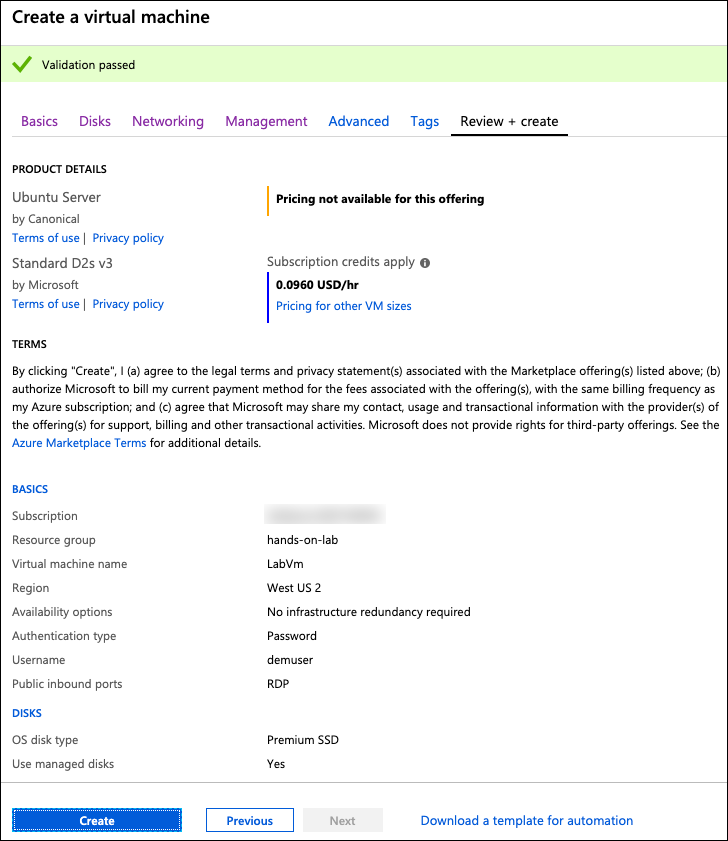 Create a virtual machine
Validation passed
Basics Disks Networking Management Advanced Tags Review + create
PRODUCT DETAILS
Ubuntu Server
by Canonical
Terms of use | Privacy policy
Pricing not available for this offering
Standard D2s v3
by Microsoft
Terms of use | Privacy policy
Subscription credits apply
0.0960 USD/hr
Pricing for other VM sizes
TERMS
By clicking "Create", I (a) agree to the legal terms and privacy statement(s) associated with the Marketplace offering(s) listed above; (b)
authorize Microsoft to bill my current payment method for the fees associated with the offering(s), with the same billing frequency as
my Azure subscription; and (c) agree that Microsoft may share my contact, usage and transactional information with the provider(s) of
the offering(s) for support, billing and other transactional activities. Microsoft does not provide rights for third-party offerings. See the
Azure Marketplace Terms for additional details.
BASICS
Subscription
Resource group hands-on-lab
Virtual machine name LabVm
Region West US 2
Availability options No infrastructure redundancy required
Authentication type Password
Username demuser
Public inbound ports RDP
DISKS
OS disk type Premium SSD
Use managed disks Yes
Create Previous Next Download a template for automation